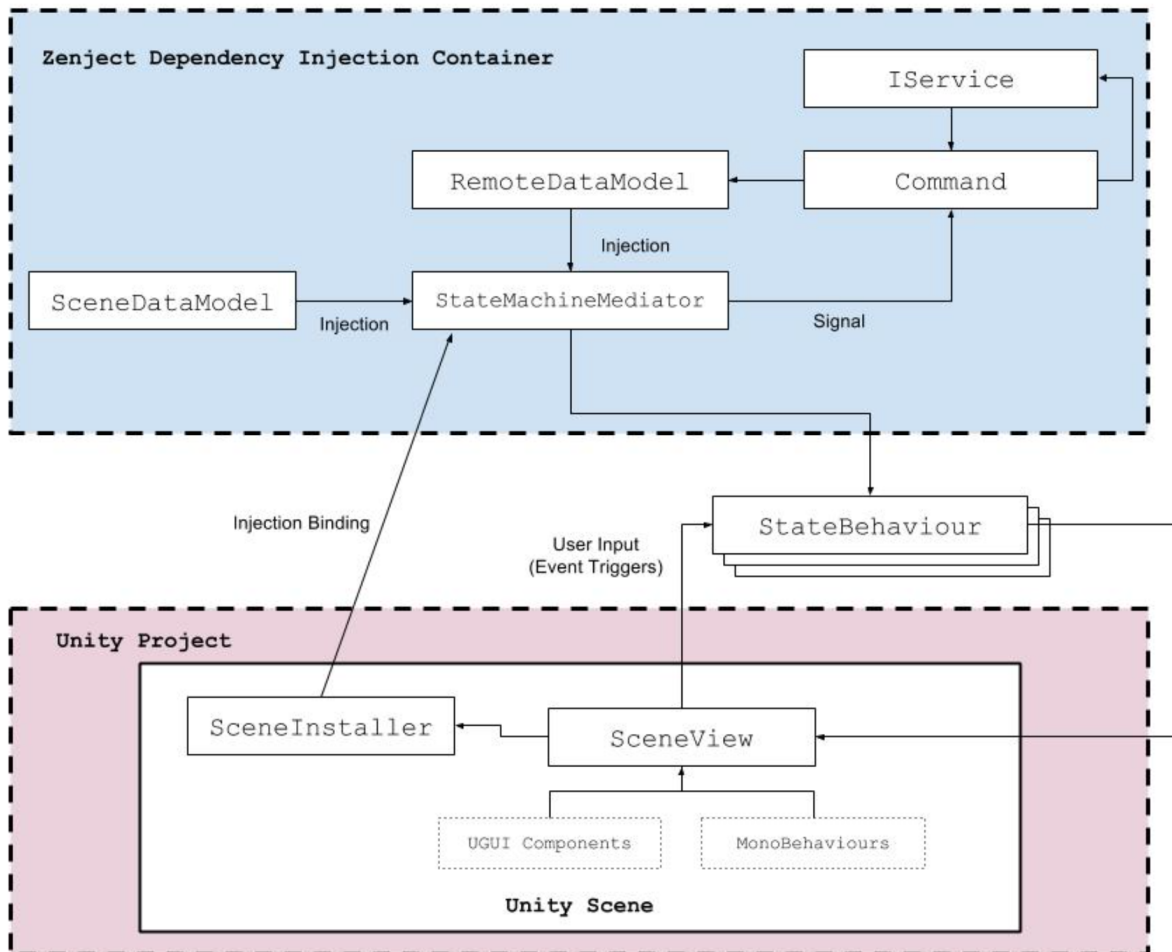 Zenject Dependency Injection Container
IService
RemoteDataModel
Command
Injection
SceneDataModel
StateMachineMediator
Injection
Signal
Injection Binding
User Input
(Event Triggers)
StateBehaviour
Unity Project
SceneInstaller
SceneView
UGUI Components
MonoBehaviours
Unity Scene